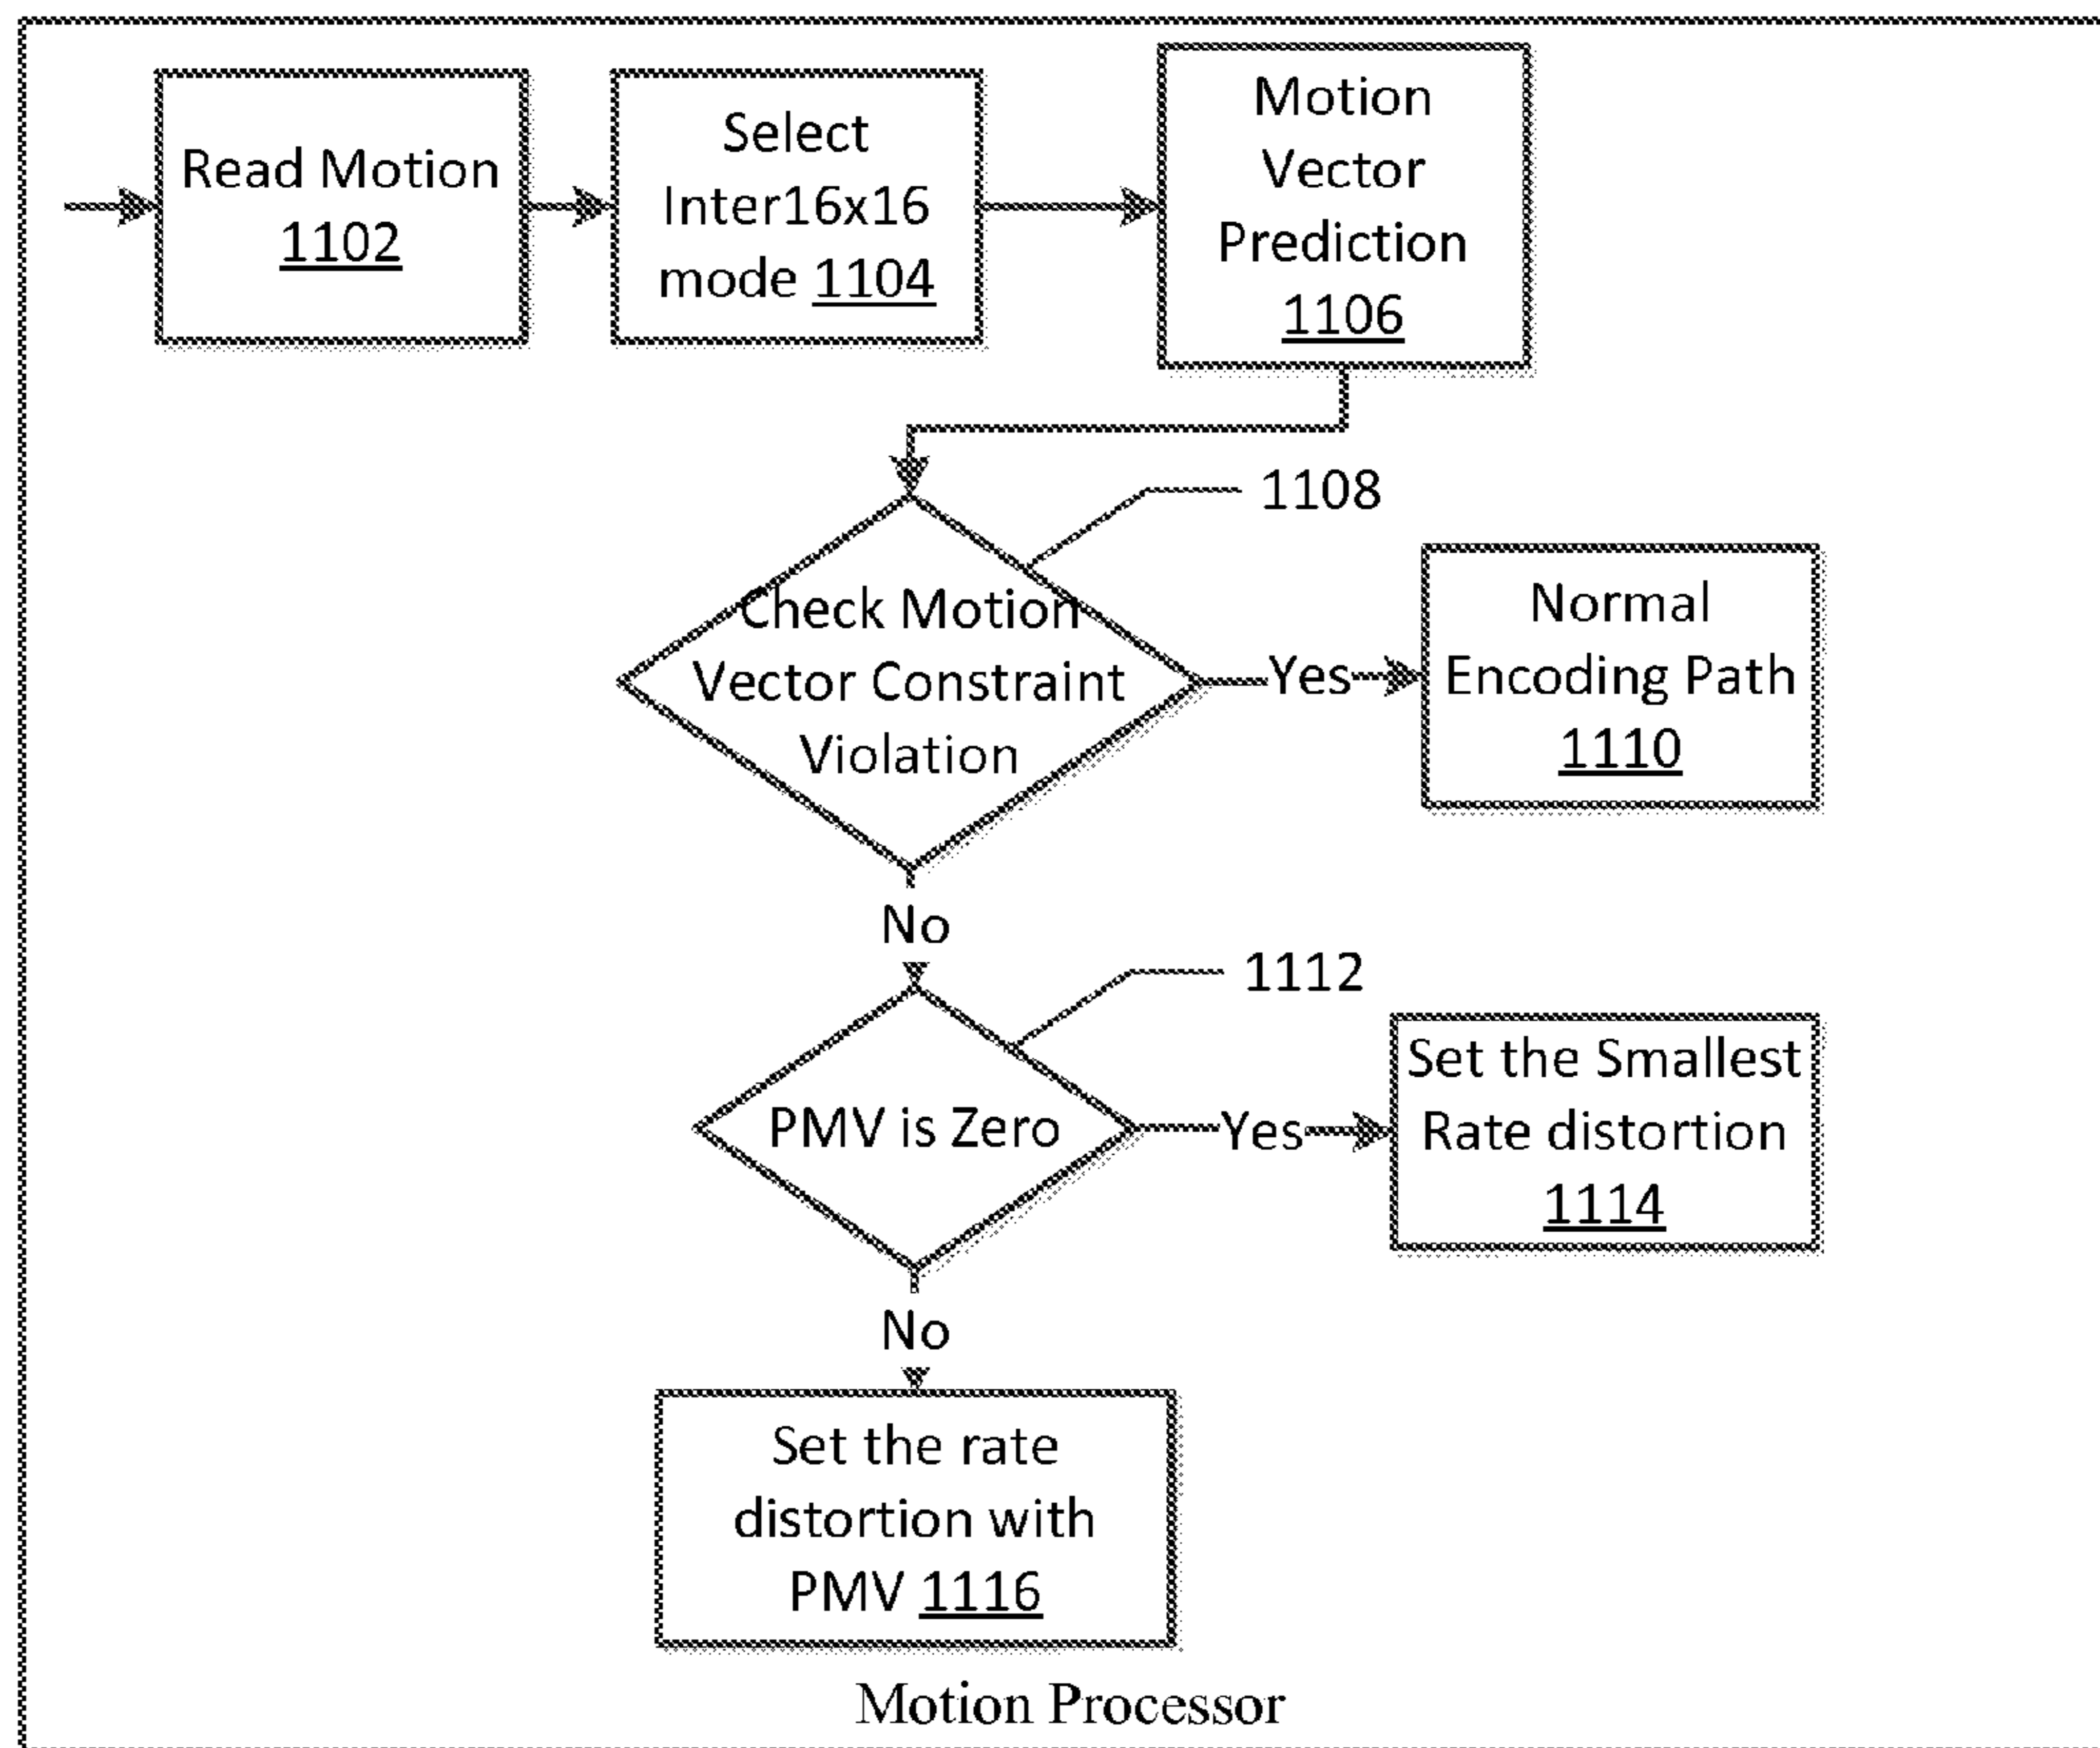 Read Motion
1102
Select
Inter16x16
mode 1104
Motion
Vector
Prediction
1106
1108
Check Motion
Vector Constraint
Violation
Yes
Normal
Encoding Path
1110
No
1112
PMV is Zero
Yes
Set the Smallest
Rate distortion
1114
No
Set the rate
distortion with
PMV 1116
Motion Processor